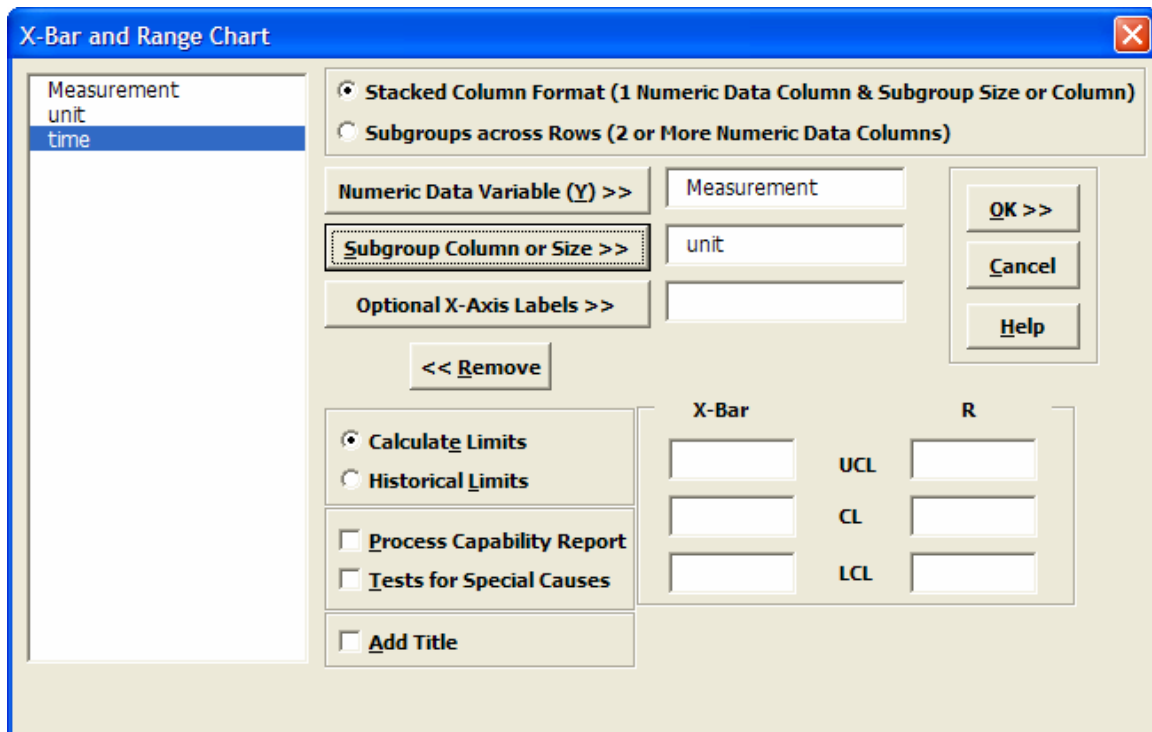 X-Bar and Range Chart
Measurement
unit
time
Stacked Column Format (1 Numeric Data Column & Subgroup Size or Column)
Subgroups across Rows (2 or More Numeric Data Columns)
Numeric Data Variable (Y) >> Measurement
Subgroup Column or Size >> unit
Optional X-Axis Labels >>
<< Remove
OK >>
Cancel
Help
Calculate Limits
Historical Limits
Process Capability Report
Tests for Special Causes
Add Title
X-Bar R
UCL
CL
LCL